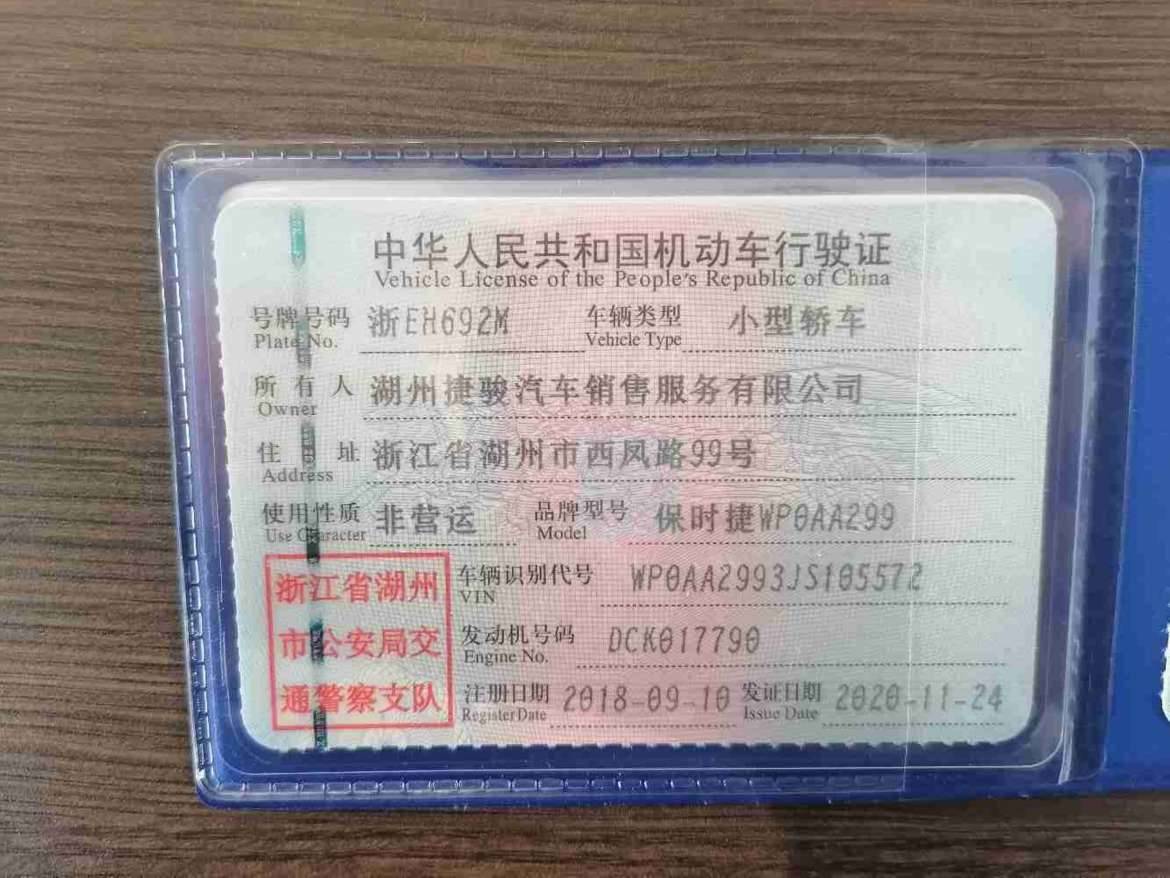 中华人民共和国机动车行驶证
Vehicle License of the People's Republic of China
号牌号码 浙EH692M 车辆类型 小型轿车
Plate No. Vehicle Type
所有人 湖州捷骏汽车销售服务有限公司
Owner
住址 浙江省湖州市西凤路99号
Address
使用性质 非营运 品牌型号 保时捷WP0AA299
Use Character Model
浙江省湖州 车辆识别代号 WP0AA2993JS105572
VIN
市公安局交 发动机号码 DCK017790
Engine No.
通警察支队 注册日期 2018-09-10 发证日期 2020-11-24
Register Date Issue Date